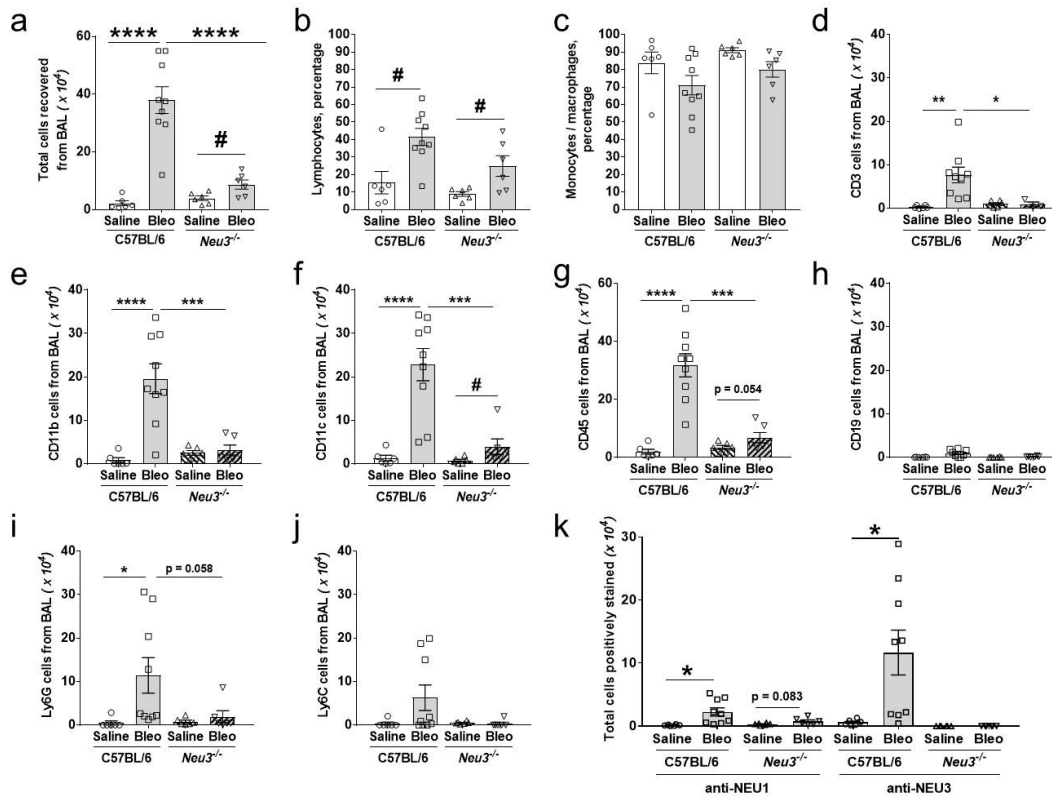 a
Total cells recovered
from BAL ( x 10⁴)
60
40
20
0
**** ****
#
Saline Bleo Saline Bleo
C57BL/6 Neu3-/-
b
Lymphocytes, percentage
100
90
80
70
60
50
40
30
20
10
0
# #
Saline Bleo Saline Bleo
C57BL/6 Neu3-/-
c
Monocytes / macrophages,
percentage
100
90
80
70
60
50
40
30
20
10
0
Saline Bleo Saline Bleo
C57BL/6 Neu3-/-
d
CD3 cells from BAL ( x 10⁴)
40
30
20
10
0
** *
Saline Bleo Saline Bleo
C57BL/6 Neu3-/-
e
CD11b cells from BAL ( x 10⁴)
40
30
20
10
0
**** ***
Saline Bleo Saline Bleo
C57BL/6 Neu3-/-
f
CD11c cells from BAL ( x 10⁴)
40
30
20
10
0
**** ***
#
Saline Bleo Saline Bleo
C57BL/6 Neu3-/-
g
CD45 cells from BAL ( x 10⁴)
60
40
20
0
**** ***
p = 0.054
Saline Bleo Saline Bleo
C57BL/6 Neu3-/-
h
CD19 cells from BAL ( x 10⁴)
40
30
20
10
0
Saline Bleo Saline Bleo
C57BL/6 Neu3-/-
i
Ly6G cells from BAL ( x 10⁴)
40
30
20
10
0
* p = 0.058
Saline Bleo Saline Bleo
C57BL/6 Neu3-/-
j
Ly6C cells from BAL ( x 10⁴)
40
30
20
10
0
Saline Bleo Saline Bleo
C57BL/6 Neu3-/-
k
Total cells positively stained ( x 10⁴)
30
20
10
0
*
*
p = 0.083
Saline Bleo Saline Bleo Saline Bleo Saline Bleo
C57BL/6 Neu3-/- C57BL/6 Neu3-/-
anti-NEU1 anti-NEU3